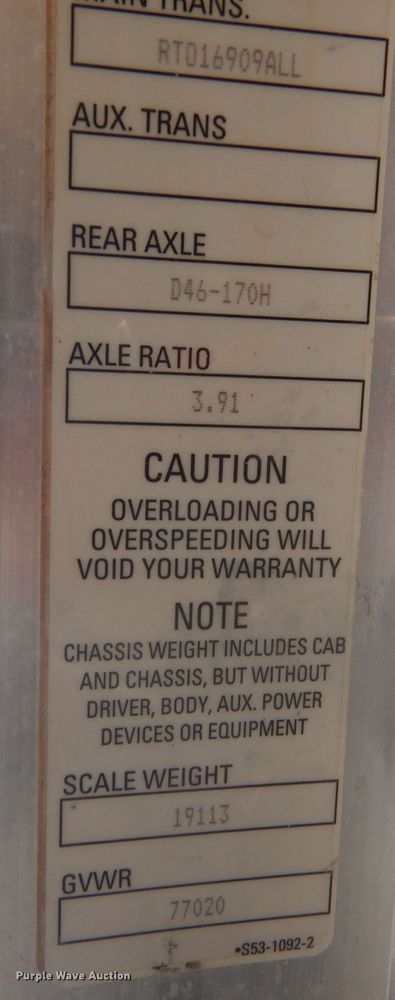 MAIN TRANS.
RTO16909ALL
AUX. TRANS
REAR AXLE
D46-170H
AXLE RATIO
3.91
CAUTION
OVERLOADING OR
OVERSPEEDING WILL
VOID YOUR WARRANTY
NOTE
CHASSIS WEIGHT INCLUDES CAB
AND CHASSIS, BUT WITHOUT
DRIVER, BODY, AUX. POWER
DEVICES OR EQUIPMENT
SCALE WEIGHT
19113
GVWR
77020
•S53-1092-2
Purple Wave Auction